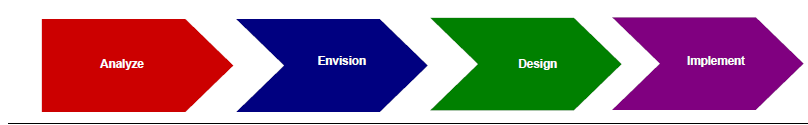 Analyze
Envision
Design
Implement